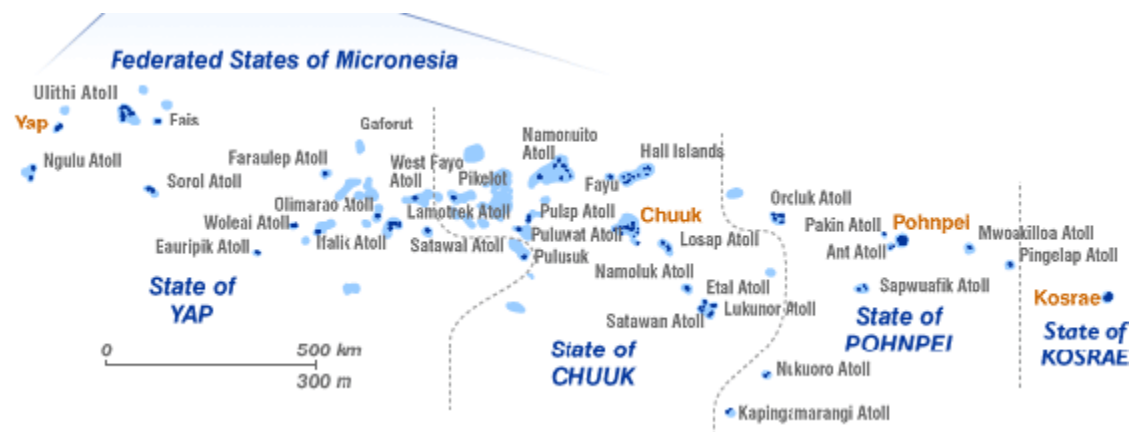 Federated States of Micronesia
Ulithi Atoll
Yap
Fais
Gaforut
Namonuito
Atoll
Hall Islands
Ngulu Atoll
Faraulep Atoll
West Fayo
Atoll
Pikelot
Fayu
Sorol Atoll
Olimarao Atoll
Lamotrek Atoll
Pulap Atoll
Chuuk
Orcluk Atoll
Woleai Atoll
Ifalic Atoll
Puluwat Atoll
Losap Atoll
Pakin Atoll
Pohnpei
Mwoakilloa Atoll
Eauripik Atoll
Satawal Atoll
Pulusuk
Ant Atoll
Pingelap Atoll
Namoluk Atoll
State of
YAP
Etal Atoll
Sapwuafik Atoll
Kosrae
Lukunor Atoll
Satawan Atoll
State of
POHNPEI
State of
KOSRAE
0
500 km
300 m
State of
CHUUK
Nukuoro Atoll
Kapingamarangi Atoll